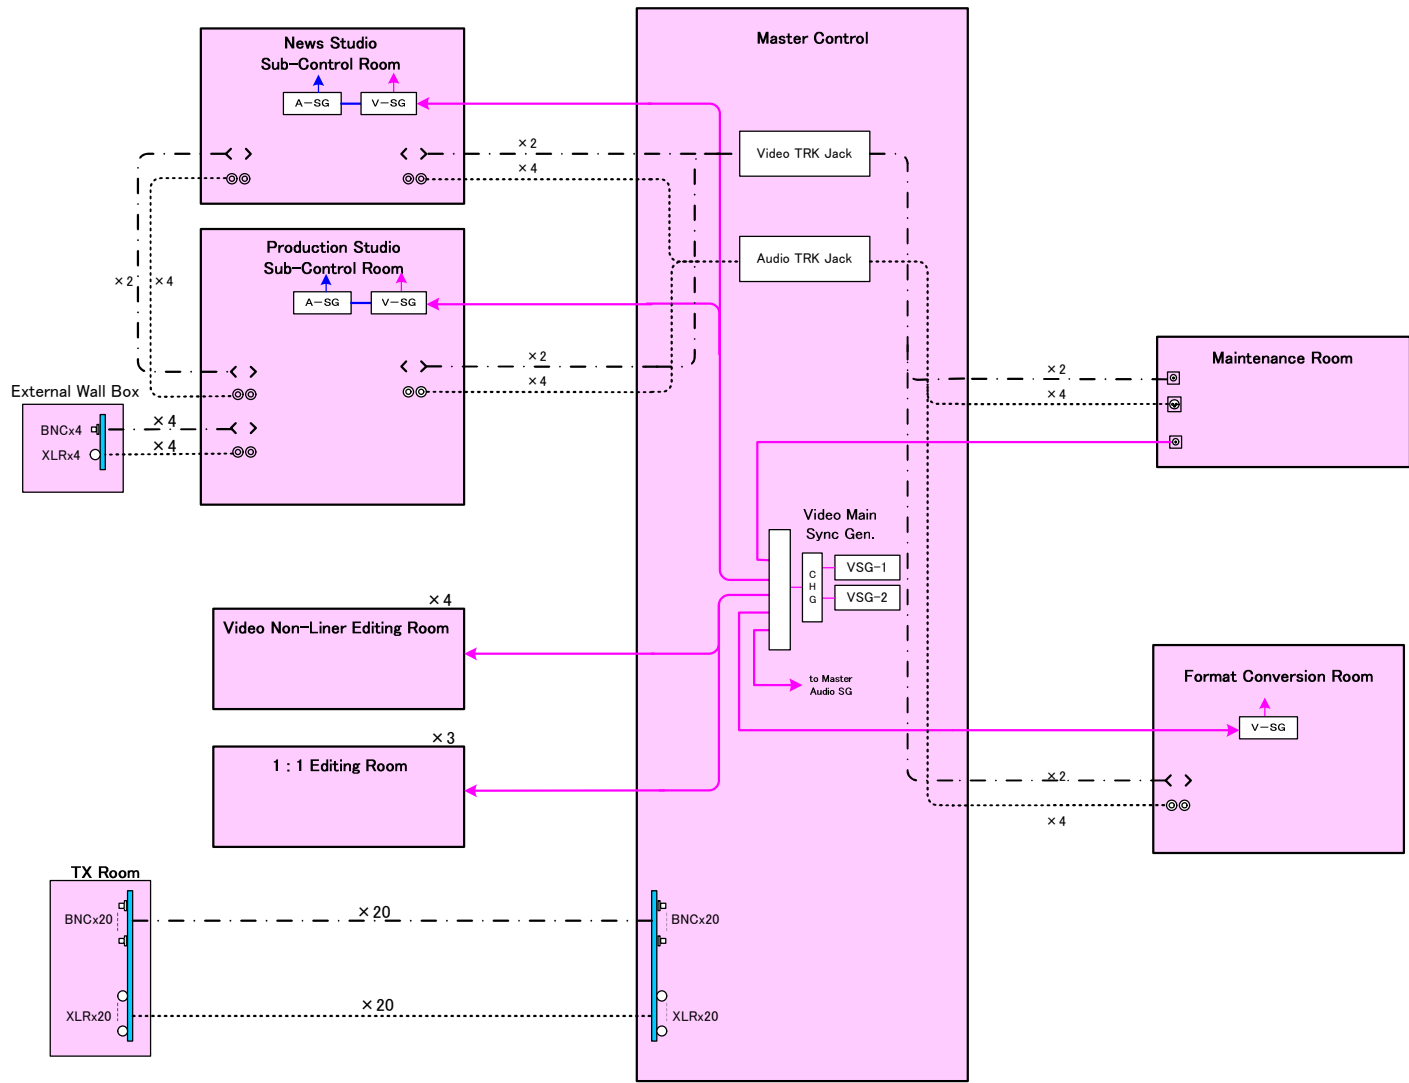 News Studio
Sub-Control Room
A-SG
V-SG
×2
×4
Master Control
Video TRK Jack
Audio TRK Jack
Production Studio
Sub-Control Room
A-SG
V-SG
×2
×4
×2
×4
External Wall Box
BNCx4
XLRx4
×4
×4
Maintenance Room
×2
×4
Video Main
Sync Gen.
C
H
G
VSG-1
VSG-2
to Master
Audio SG
×4
Video Non-Liner Editing Room
×3
1 : 1 Editing Room
Format Conversion Room
V-SG
×2
×4
TX Room
BNCx20
XLRx20
×20
×20
BNCx20
XLRx20